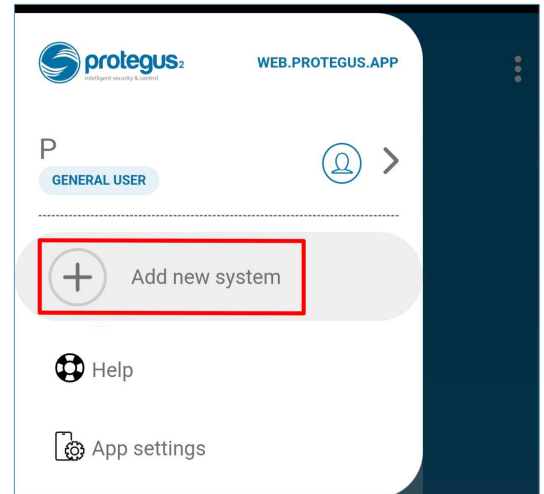 protegus2
intelligent security & control
WEB.PROTEGUS.APP
P
GENERAL USER
Add new system
Help
App settings